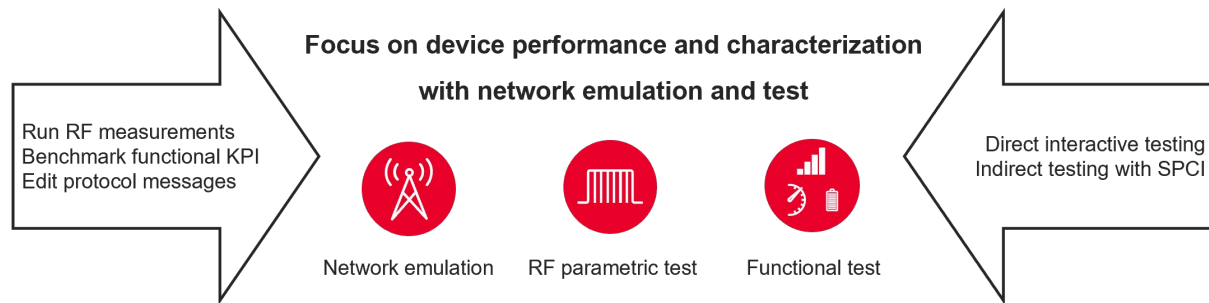 Focus on device performance and characterization
with network emulation and test
Run RF measurements
Benchmark functional KPI
Edit protocol messages
Direct interactive testing
Indirect testing with SPCI
Network emulation
RF parametric test
Functional test